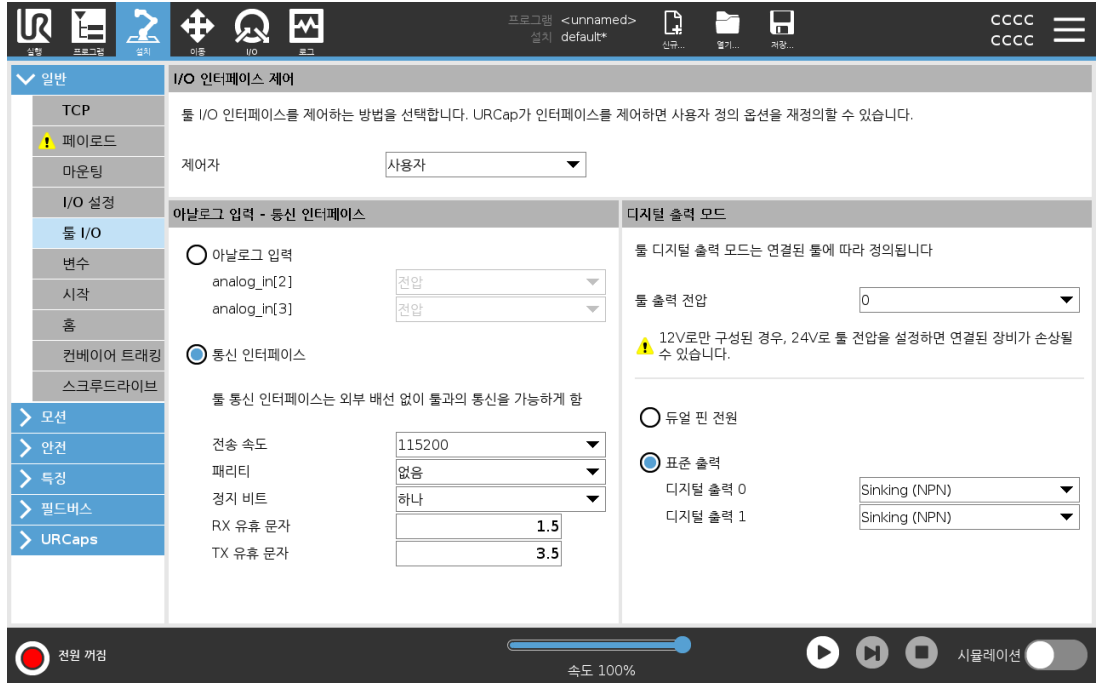 실행
프로그램
설치
이동
I/O
로그
프로그램 <unnamed>
설치 default*
신규...
열기...
저장...
cccc
cccc
일반
TCP
페이로드
마운팅
I/O 설정
툴 I/O
변수
시작
홈
컨베이어 트래킹
스크루드라이브
모션
안전
특징
필드버스
URCaps
I/O 인터페이스 제어
툴 I/O 인터페이스를 제어하는 방법을 선택합니다. URCap가 인터페이스를 제어하면 사용자 정의 옵션을 재정의할 수 있습니다.
제어자 사용자
아날로그 입력 - 통신 인터페이스
아날로그 입력
analog_in[2] 전압
analog_in[3] 전압
통신 인터페이스
툴 통신 인터페이스는 외부 배선 없이 툴과의 통신을 가능하게 함
전송 속도 115200
패리티 없음
정지 비트 하나
RX 유휴 문자 1.5
TX 유휴 문자 3.5
디지털 출력 모드
툴 디지털 출력 모드는 연결된 툴에 따라 정의됩니다
툴 출력 전압 0
12V로만 구성된 경우, 24V로 툴 전압을 설정하면 연결된 장비가 손상될
수 있습니다.
듀얼 핀 전원
표준 출력
디지털 출력 0 Sinking (NPN)
디지털 출력 1 Sinking (NPN)
전원 꺼짐
속도 100%
시뮬레이션